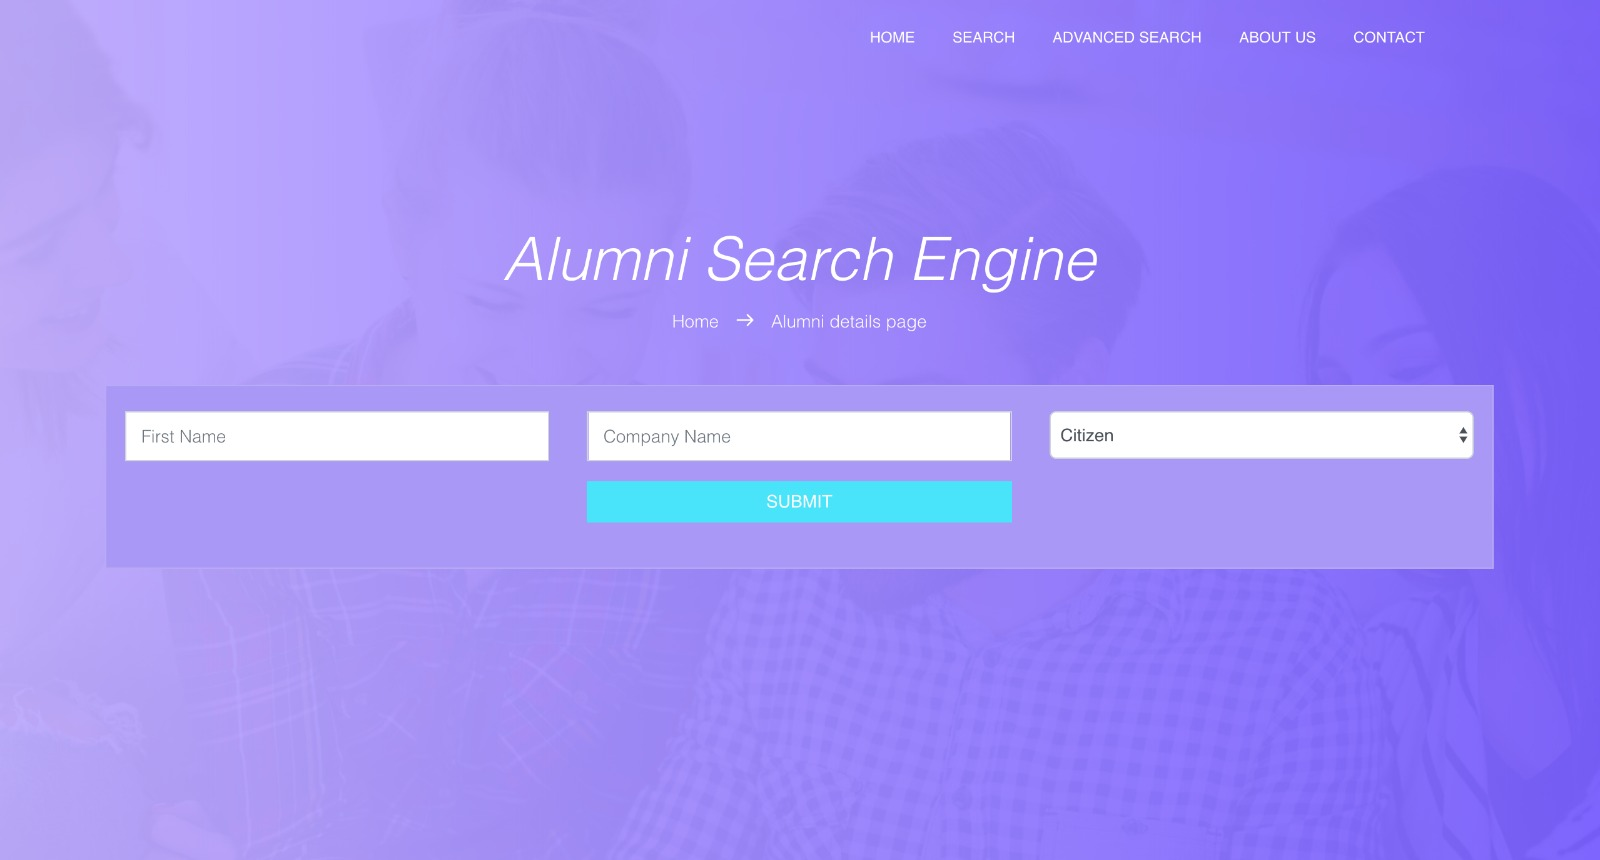 HOME SEARCH ADVANCED SEARCH ABOUT US CONTACT
Alumni Search Engine
Home → Alumni details page
First Name Company Name Citizen
SUBMIT